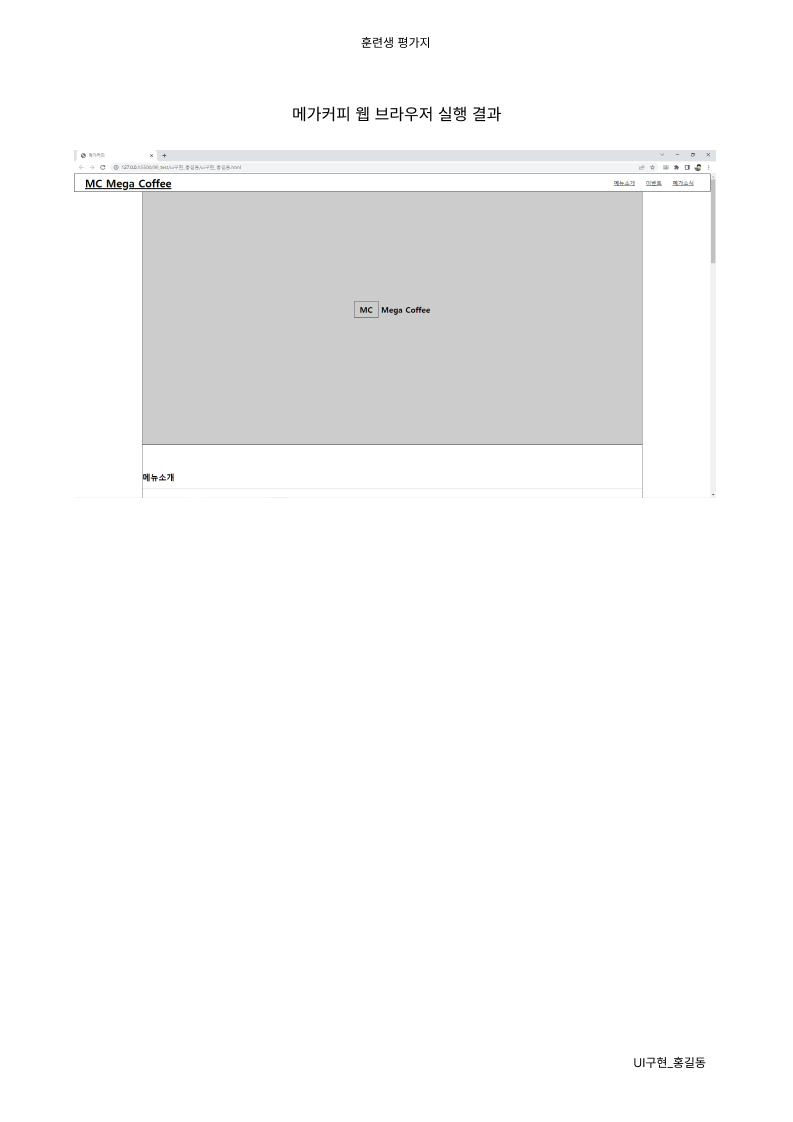 훈련생 평가지
메가커피 웹 브라우저 실행 결과
메가커피
127.0.0.1:5500/99_test/ui구현_홍길동/ui구현_홍길동.html
MC Mega Coffee
메뉴소개 이벤트 메가소식
MC Mega Coffee
메뉴소개
UI구현_홍길동